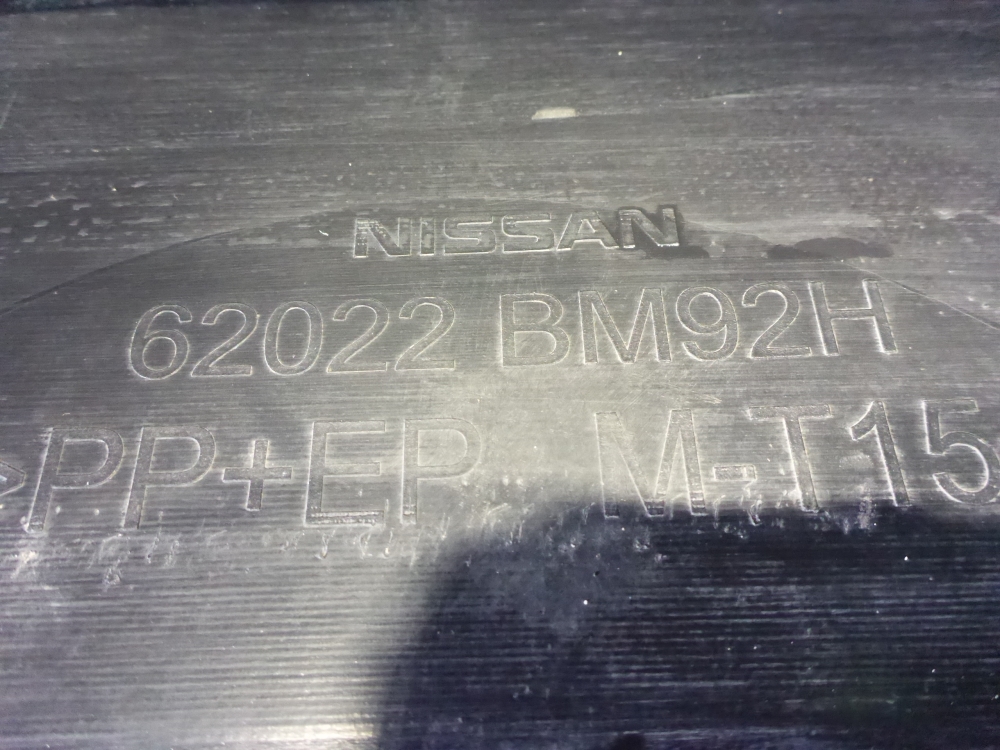 NISSAN
62022 BM92H
>PP+EP M-T15